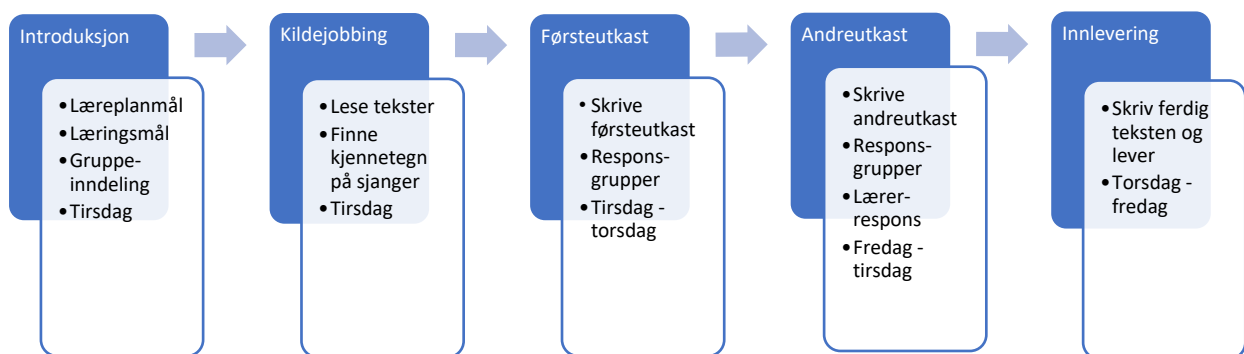 Introduksjon
•Læreplanmål
•Læringsmål
•Gruppe-
inndeling
•Tirsdag
Kildejobbing
•Lese tekster
•Finne
kjennetegn
på sjanger
•Tirsdag
Førsteutkast
• Skrive
førsteutkast
•Respons-
grupper
•Tirsdag -
torsdag
Andreutkast
•Skrive
andreutkast
•Respons-
grupper
•Lærer-
respons
•Fredag -
tirsdag
Innlevering
•Skriv ferdig
teksten og
lever
•Torsdag -
fredag